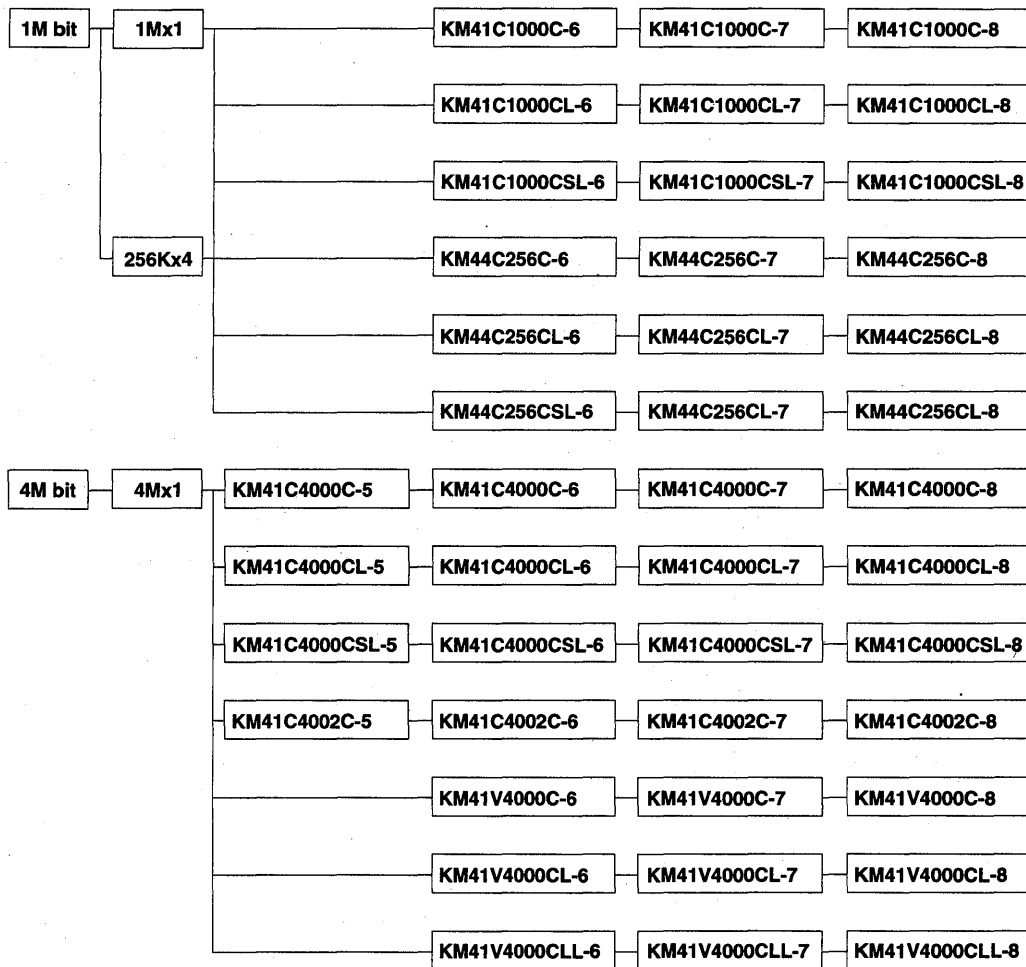 1M bit 1Mx1 KM41C1000C-6 KM41C1000C-7 KM41C1000C-8
KM41C1000CL-6 KM41C1000CL-7 KM41C1000CL-8
KM41C1000CSL-6 KM41C1000CSL-7 KM41C1000CSL-8
256Kx4 KM44C256C-6 KM44C256C-7 KM44C256C-8
KM44C256CL-6 KM44C256CL-7 KM44C256CL-8
KM44C256CSL-6 KM44C256CL-7 KM44C256CL-8
4M bit 4Mx1 KM41C4000C-5 KM41C4000C-6 KM41C4000C-7 KM41C4000C-8
KM41C4000CL-5 KM41C4000CL-6 KM41C4000CL-7 KM41C4000CL-8
KM41C4000CSL-5 KM41C4000CSL-6 KM41C4000CSL-7 KM41C4000CSL-8
KM41C4002C-5 KM41C4002C-6 KM41C4002C-7 KM41C4002C-8
KM41V4000C-6 KM41V4000C-7 KM41V4000C-8
KM41V4000CL-6 KM41V4000CL-7 KM41V4000CL-8
KM41V4000CLL-6 KM41V4000CLL-7 KM41V4000CLL-8